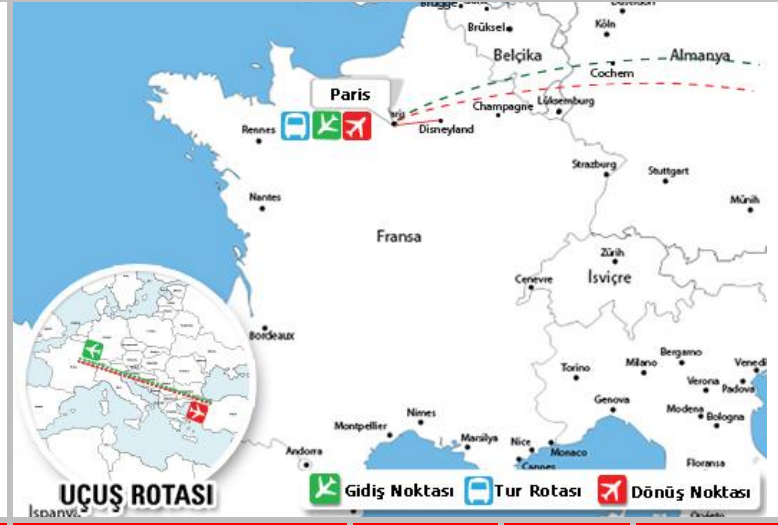 Brüksel
Köln
Belçika
Almanya
Cochem
Paris
Champagne
Lüksemburg
Rennes
Disneyland
Strazburg
Stuttgart
Nantes
Münih
Fransa
Zürih
Cenevre
İsviçre
Bordeaux
Bergamo
Torino
Milano
Venedi
Verona
Padova
Genova
Modena
Bologna
Nimes
Montpellier
Marsilya
Nice
Monaco
Andorra
Cannes
Floransa
UÇUŞ ROTASI
Gidiş Noktası
Tur Rotası
Dönüş Noktası